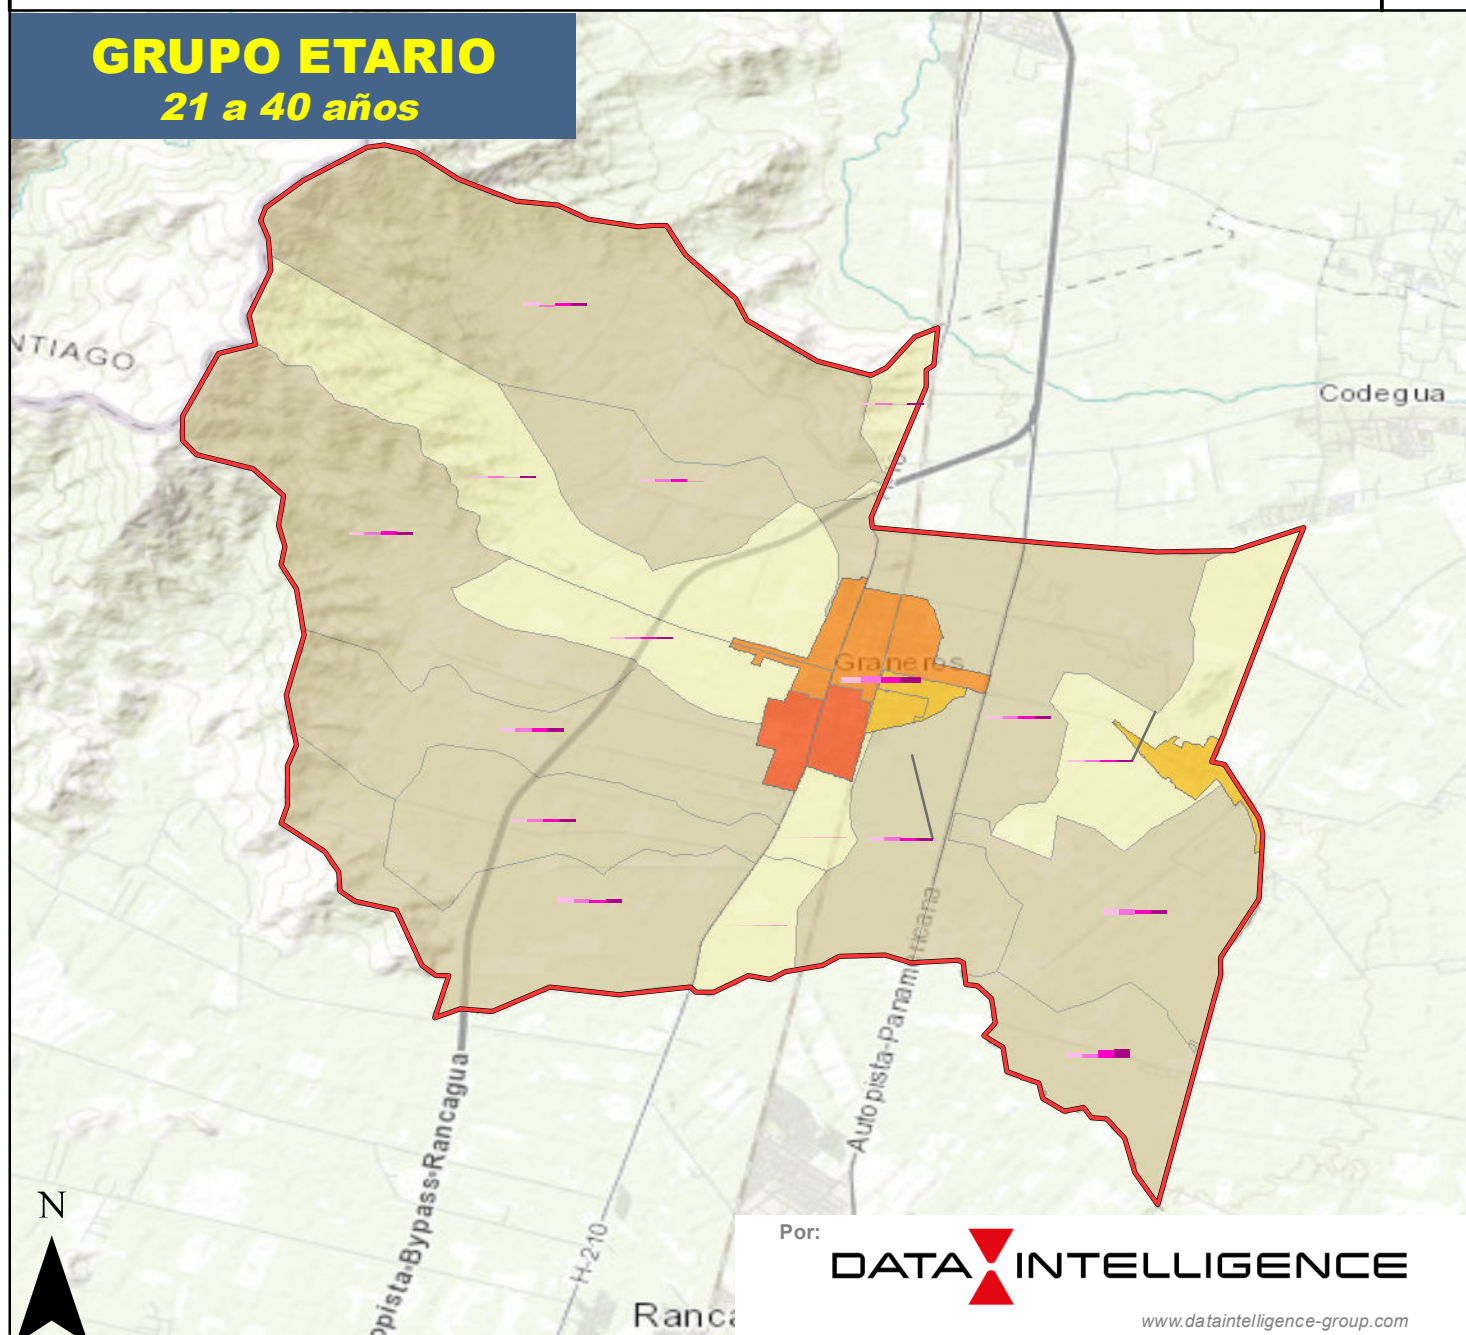 GRUPO ETARIO
21 a 40 años
NTIAGO
Codegua
Graneros
Autopista-Panamericana
opista-Bypass-Rancagua
H-210
N
Ranca
Por:
DATA INTELLIGENCE
www.dataintelligence-group.com